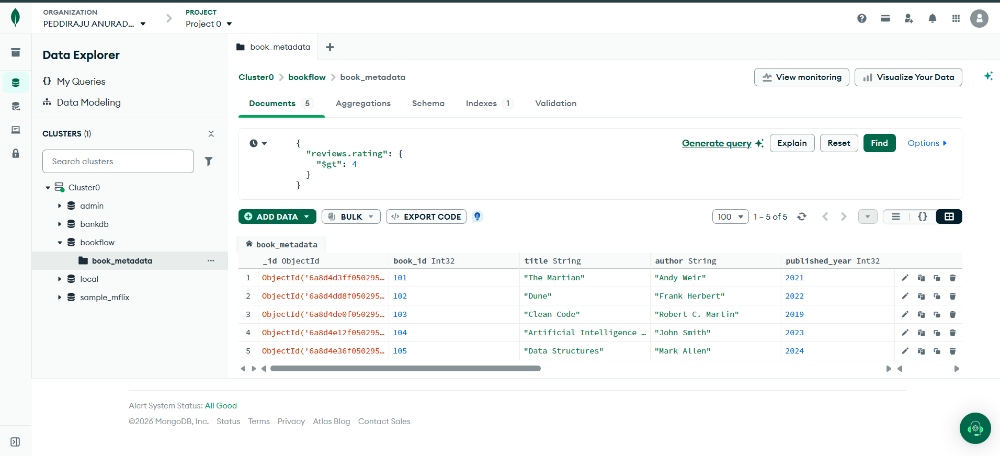 ORGANIZATION
PEDDIRAJU ANURAD...
PROJECT
Project 0
Data Explorer
My Queries
Data Modeling
CLUSTERS (1)
Search clusters
Cluster0
admin
bankdb
bookflow
book_metadata
local
sample_mflix
book_metadata
Cluster0 bookflow book_metadata
View monitoring
Visualize Your Data
Documents 5 Aggregations Schema Indexes 1 Validation
{
"reviews.rating": {
"$gt": 4
}
}
Generate query Explain Reset Find Options
ADD DATA BULK EXPORT CODE
100 1 – 5 of 5 {}
book_metadata
_id ObjectId book_id Int32 title String author String published_year Int32
1 ObjectId('6a8d4d3ff050295… 101 "The Martian" "Andy Weir" 2021
2 ObjectId('6a8d4dd8f050295… 102 "Dune" "Frank Herbert" 2022
3 ObjectId('6a8d4de0f050295… 103 "Clean Code" "Robert C. Martin" 2019
4 ObjectId('6a8d4e12f050295… 104 "Artificial Intelligence … "John Smith" 2023
5 ObjectId('6a8d4e36f050295… 105 "Data Structures" "Mark Allen" 2024
Alert System Status: All Good
©2026 MongoDB, Inc. Status Terms Privacy Atlas Blog Contact Sales